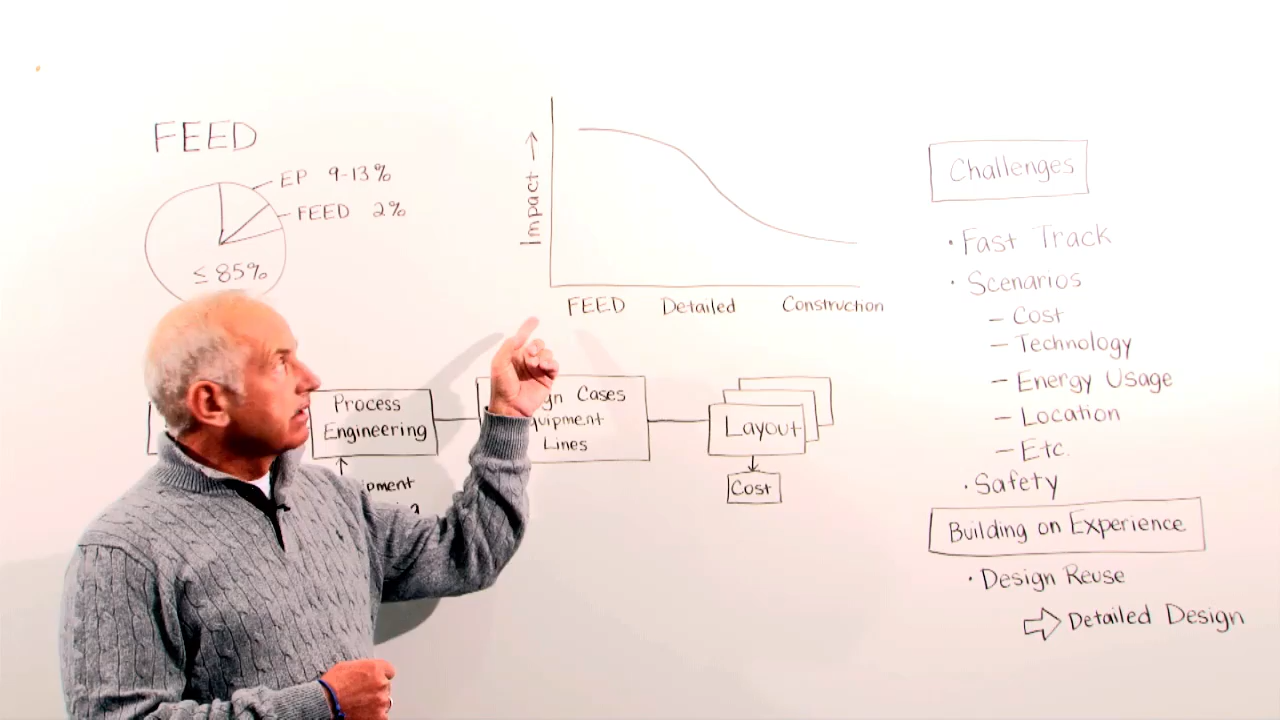 FEED
EP 9-13%
FEED 2%
≤ 85%
Impact →
FEED Detailed Construction
Process
Engineering
Cases
Lines
Layout
Cost
Challenges
· Fast Track
· Scenarios
– Cost
– Technology
– Energy Usage
– Location
– Etc.
· Safety
Building on Experience
· Design Reuse
⇨ Detailed Design